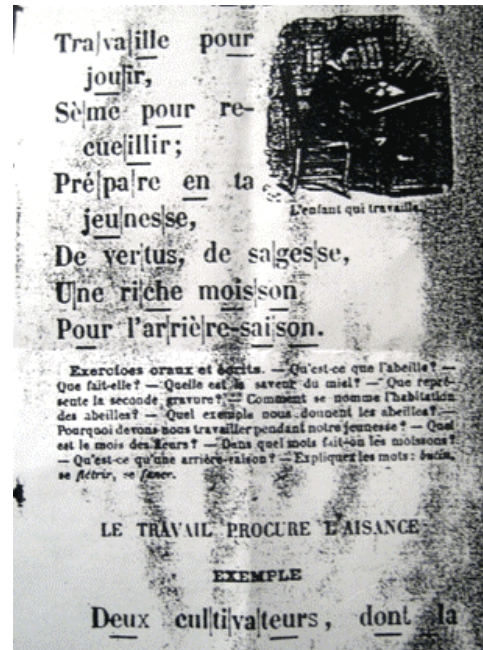 Tra|va|ille pour
jou|ir,
Sè|me pour re-
cue|illir;
Pré|pa|re en ta
jeu|nes|se,
De ver|tus, de sa|ges|se,
U|ne ri|che mois|son
Pour l'ar|riè|re-sai|son.
L'enfant qui travaille.
Exercices oraux et écrits. — Qu'est-ce que l'abeille? —
Que fait-elle? — Quelle est la saveur du miel? — Que repré-
sente la seconde gravure? — Comment se nomme l'habitation
des abeilles? — Quel exemple nous donnent les abeilles? —
Pourquoi devons-nous travailler pendant notre jeunesse? — Quel
est le mois des fleurs? — Dans quel mois fait-on les moissons?
— Qu'est-ce qu'une arrière-saison? — Expliquez les mots: butin,
se flétrir, se faner.
LE TRAVAIL PROCURE L'AISANCE
EXEMPLE
Deux cul|ti|va|teurs, dont la